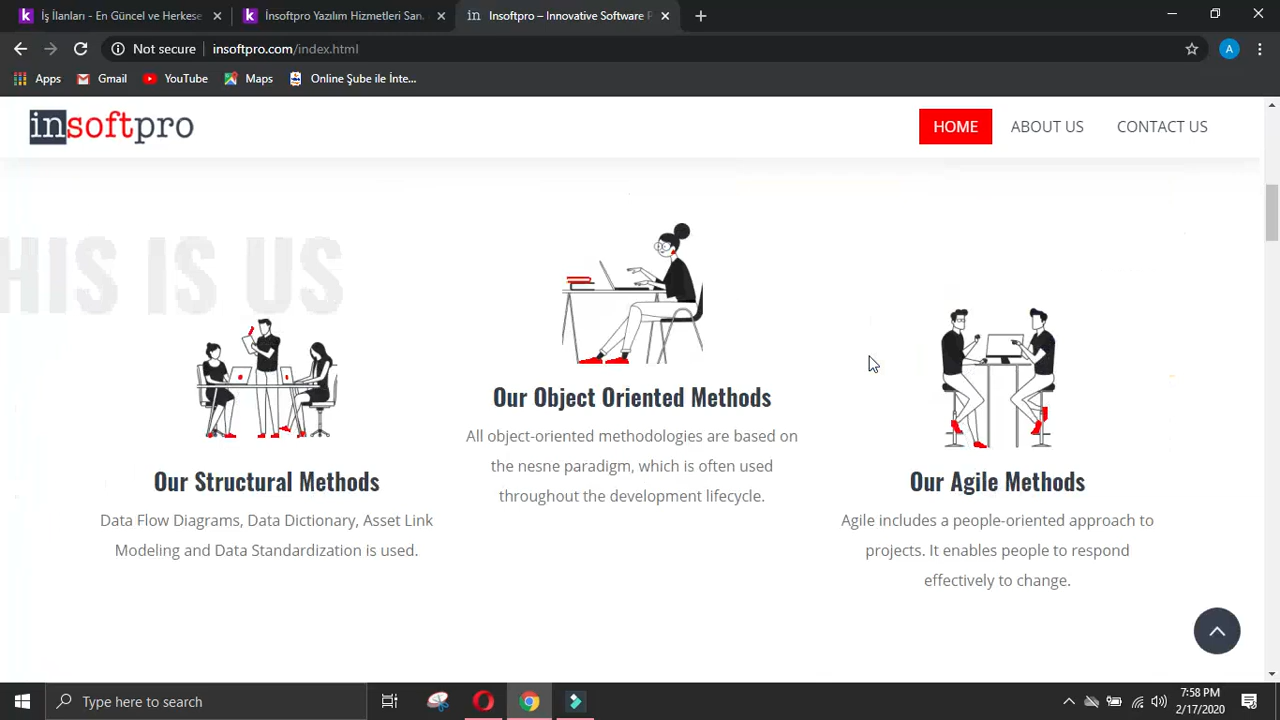 İş İlanları - En Güncel ve Herkese
İnsoftpro Yazılım Hizmetleri San.
Insoftpro – Innovative Software P
Not secure
insoftpro.com/index.html
A
Apps
Gmail
YouTube
Maps
Online Şube ile İnte...
insoftpro
HOME
ABOUT US
CONTACT US
HIS IS US
Our Object Oriented Methods
All object-oriented methodologies are based on
the nesne paradigm, which is often used
throughout the development lifecycle.
Our Structural Methods
Data Flow Diagrams, Data Dictionary, Asset Link
Modeling and Data Standardization is used.
Our Agile Methods
Agile includes a people-oriented approach to
projects. It enables people to respond
effectively to change.
Type here to search
7:58 PM
2/17/2020